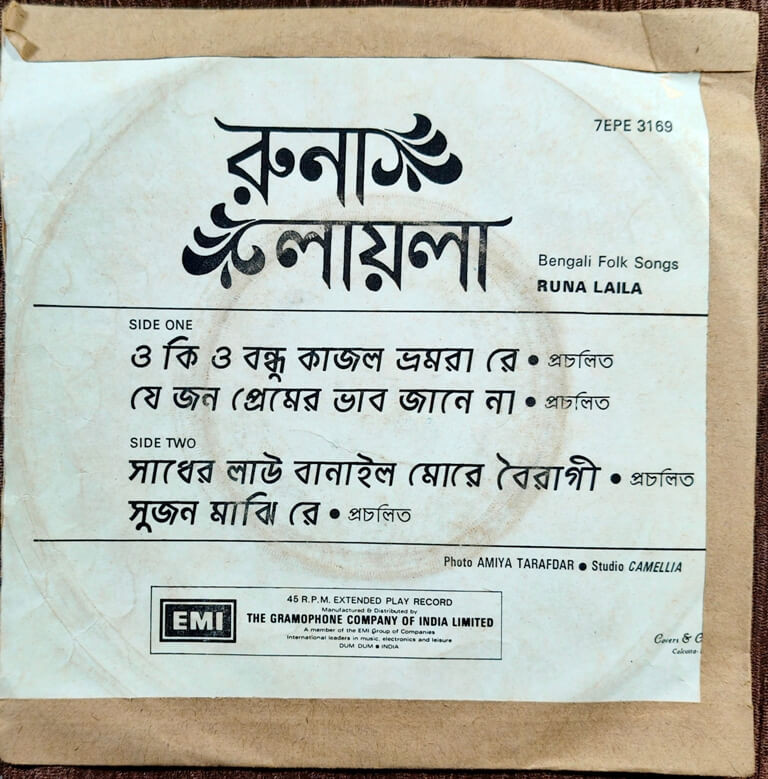 7EPE 3169
রুনা
লায়লা
Bengali Folk Songs
RUNA LAILA
SIDE ONE
ও কি ও বন্ধু কাজল ভ্রমরা রে • প্রচলিত
যে জন প্রেমের ভাব জানে না • প্রচলিত
SIDE TWO
সাধের লাউ বানাইল মোরে বৈরাগী • প্রচলিত
সুজন মাঝি রে • প্রচলিত
Photo AMIYA TARAFDAR • Studio CAMELLIA
EMI
45 R.P.M. EXTENDED PLAY RECORD
Manufactured & Distributed by
THE GRAMOPHONE COMPANY OF INDIA LIMITED
A member of the EMI Group of Companies
International leaders in music, electronics and leisure
DUM DUM • INDIA
Covers & C
Calcutta-